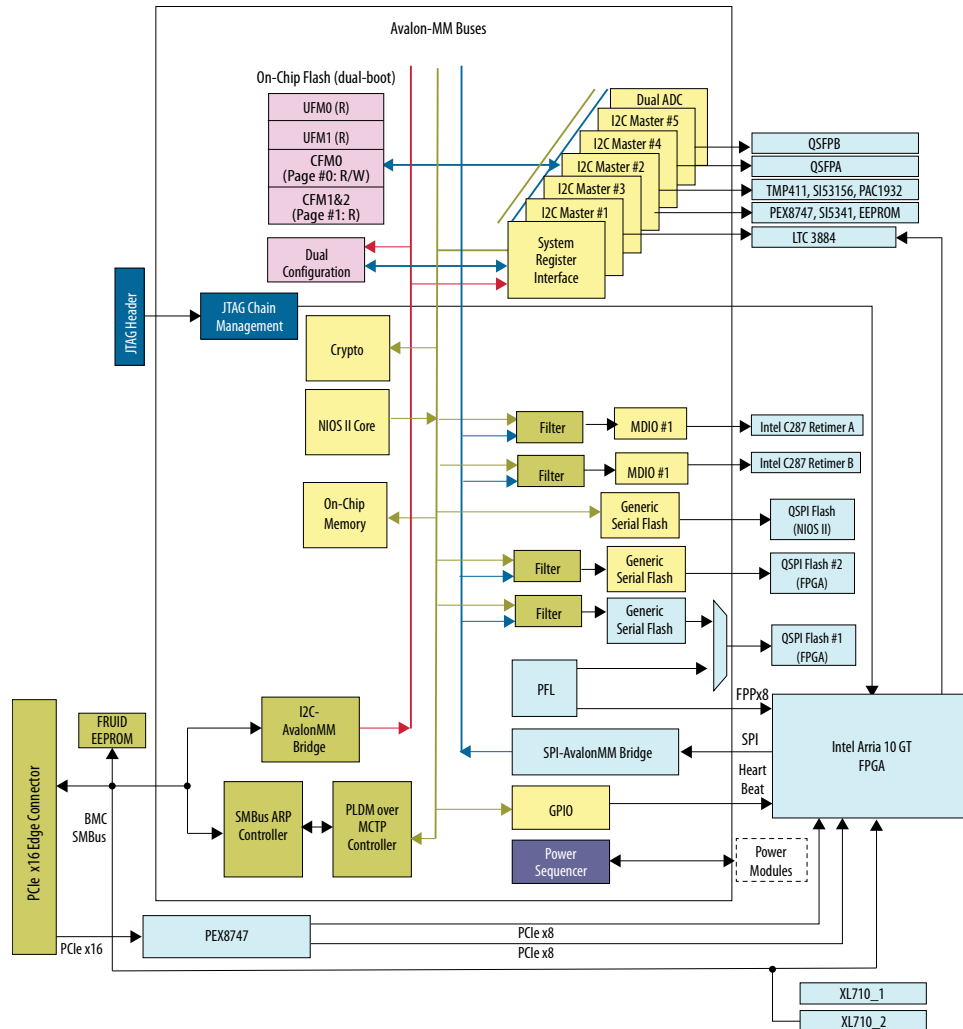 Avalon-MM Buses
On-Chip Flash (dual-boot)
UFM0 (R)
UFM1 (R)
CFM0
(Page #0: R/W)
CFM1&2
(Page #1: R)
Dual
Configuration
Dual ADC
I2C Master #5
I2C Master #4
I2C Master #2
I2C Master #3
I2C Master #1
System
Register
Interface
QSFPB
QSFPA
TMP411, SI53156, PAC1932
PEX8747, SI5341, EEPROM
LTC 3884
JTAG Header
JTAG Chain
Management
Crypto
NIOS II Core
On-Chip
Memory
Filter
MDIO #1
Intel C287 Retimer A
Filter
MDIO #1
Intel C287 Retimer B
Generic
Serial Flash
QSPI Flash
(NIOS II)
Filter
Generic
Serial Flash
QSPI Flash #2
(FPGA)
Filter
Generic
Serial Flash
QSPI Flash #1
(FPGA)
PFL
FPPx8
PCIe x16 Edge Connector
FRUID
EEPROM
I2C-
AvalonMM
Bridge
SPI-AvalonMM Bridge
SPI
Intel Arria 10 GT
FPGA
Heart
Beat
BMC
SMBus
SMBus ARP
Controller
PLDM over
MCTP
Controller
GPIO
Power
Sequencer
Power
Modules
PCIe x16
PEX8747
PCIe x8
PCIe x8
XL710_1
XL710_2